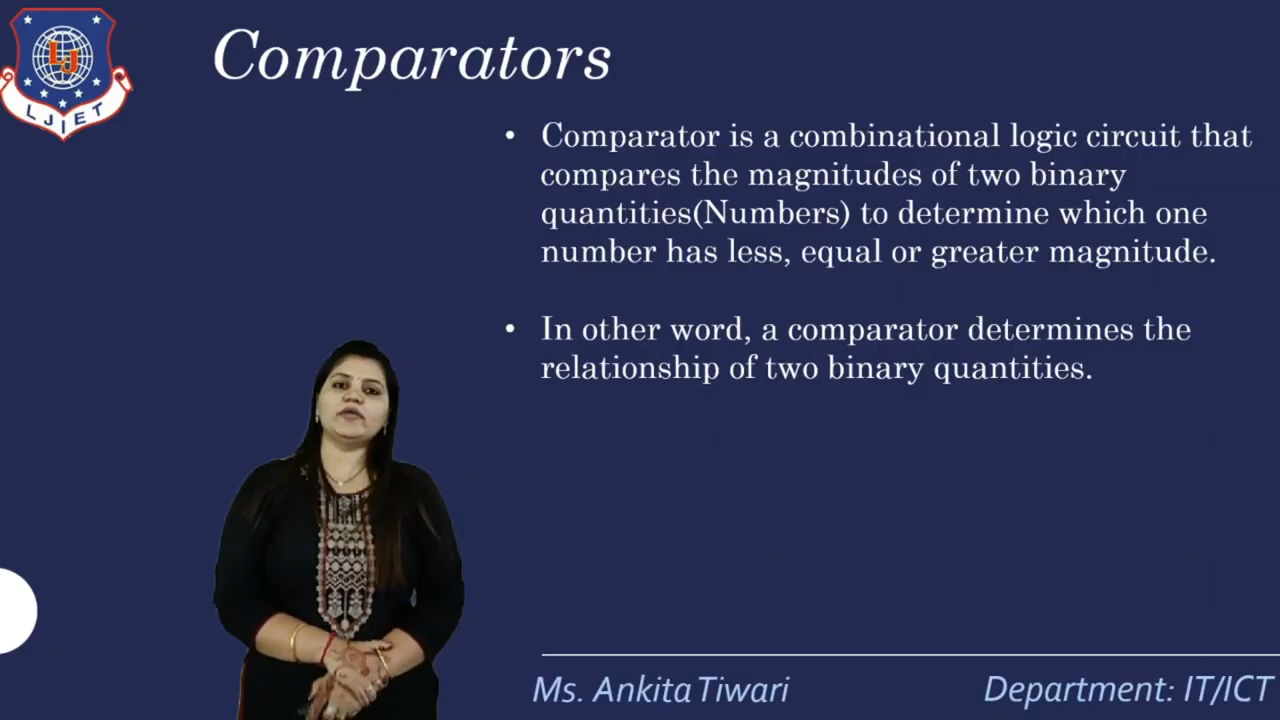 LJ
LJIET
Comparators
• Comparator is a combinational logic circuit that
compares the magnitudes of two binary
quantities(Numbers) to determine which one
number has less, equal or greater magnitude.
• In other word, a comparator determines the
relationship of two binary quantities.
Ms. Ankita Tiwari
Department: IT/ICT